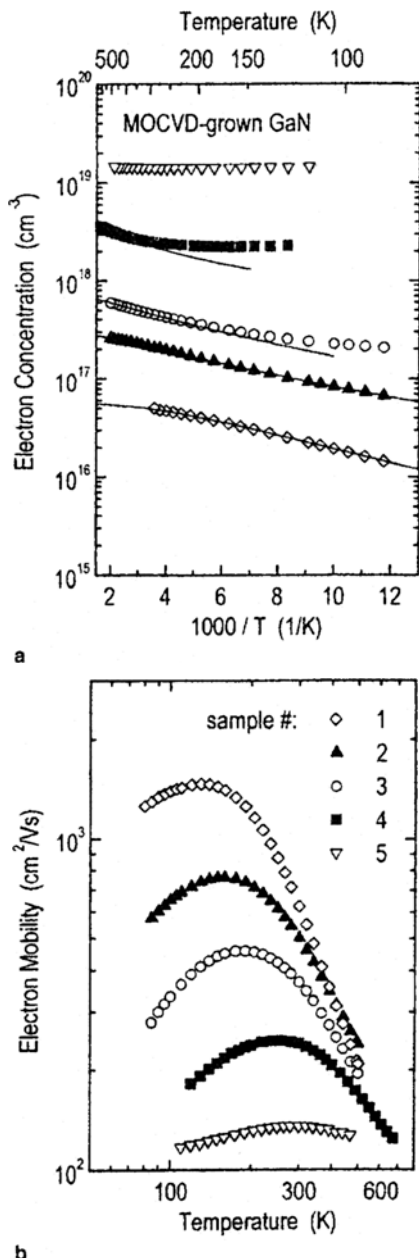 Temperature (K)
500 200 150 100
10^20
MOCVD-grown GaN
10^19
10^18
10^17
10^16
10^15
Electron Concentration (cm^-3)
2 4 6 8 10 12
1000 / T (1/K)
a
sample #: ◇ 1
▲ 2
○ 3
■ 4
▽ 5
10^3
10^2
Electron Mobility (cm^2/Vs)
100 300 600
Temperature (K)
b